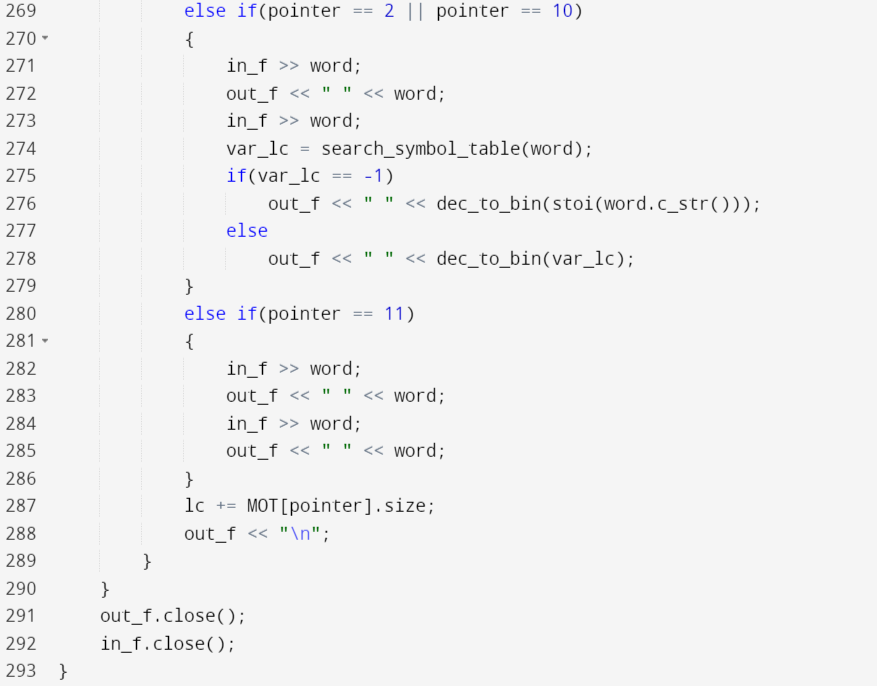 269            else if(pointer == 2 || pointer == 10)
270            {
271                in_f >> word;
272                out_f << " " << word;
273                in_f >> word;
274                var_lc = search_symbol_table(word);
275                if(var_lc == -1)
276                    out_f << " " << dec_to_bin(stoi(word.c_str()));
277                else
278                    out_f << " " << dec_to_bin(var_lc);
279            }
280            else if(pointer == 11)
281            {
282                in_f >> word;
283                out_f << " " << word;
284                in_f >> word;
285                out_f << " " << word;
286            }
287            lc += MOT[pointer].size;
288            out_f << "\n";
289        }
290    }
291    out_f.close();
292    in_f.close();
293 }